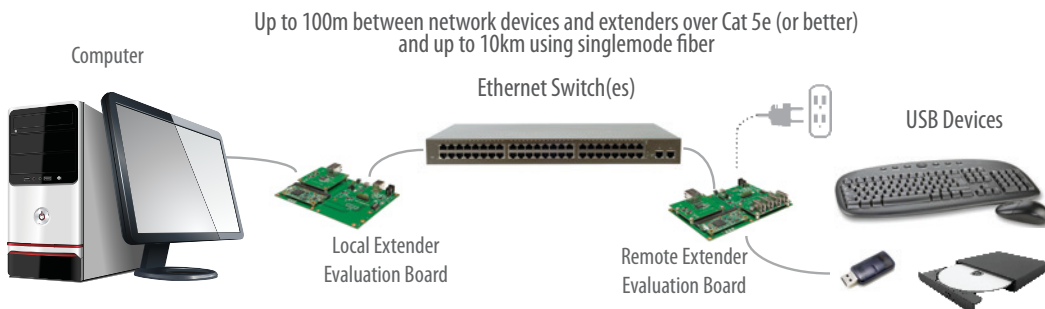 Up to 100m between network devices and extenders over Cat 5e (or better)
and up to 10km using singlemode fiber
Computer
Ethernet Switch(es)
USB Devices
Local Extender
Evaluation Board
Remote Extender
Evaluation Board